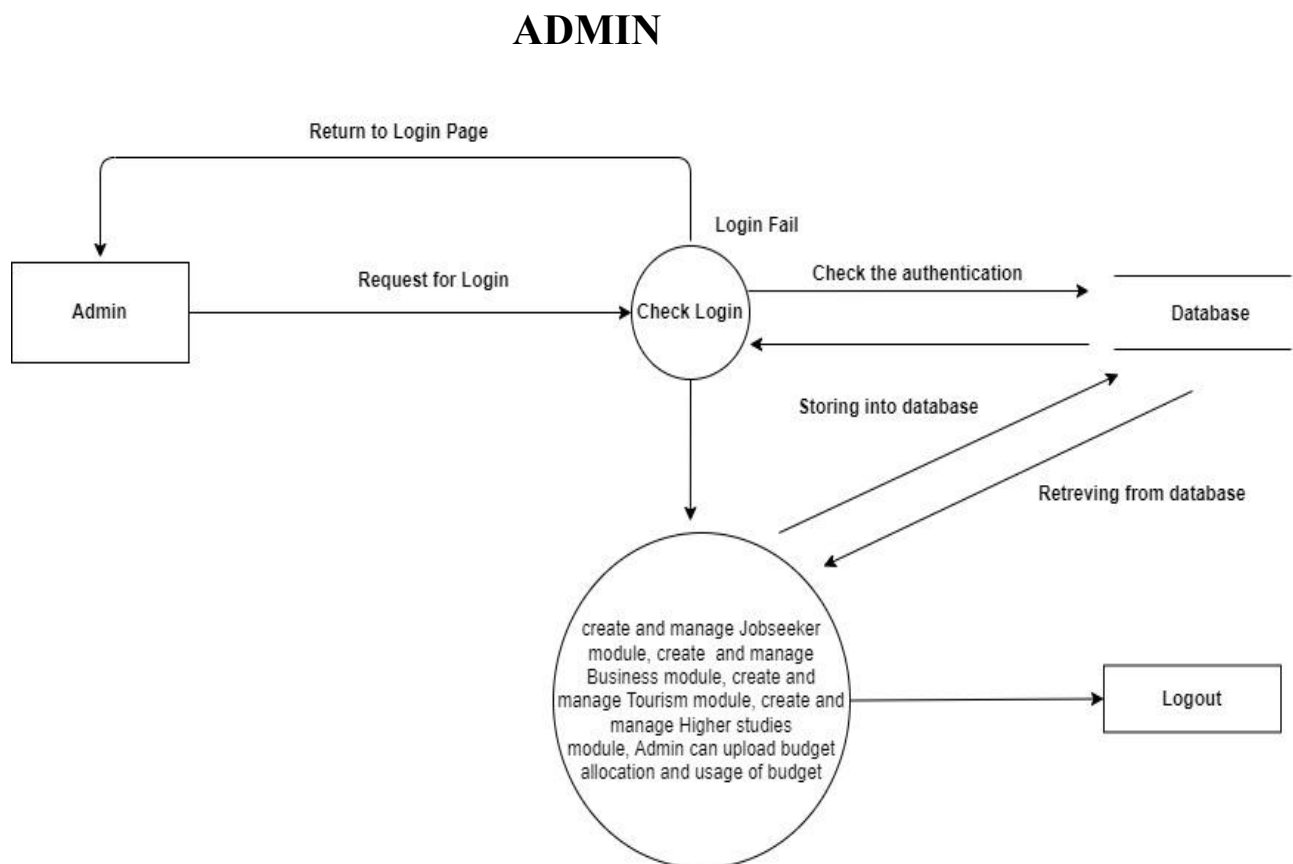 ADMIN
Return to Login Page
Login Fail
Request for Login
Check the authentication
Admin
Check Login
Database
Storing into database
Retreving from database
create and manage Jobseeker
module, create and manage
Business module, create and
manage Tourism module, create and
manage Higher studies
module, Admin can upload budget
allocation and usage of budget
Logout